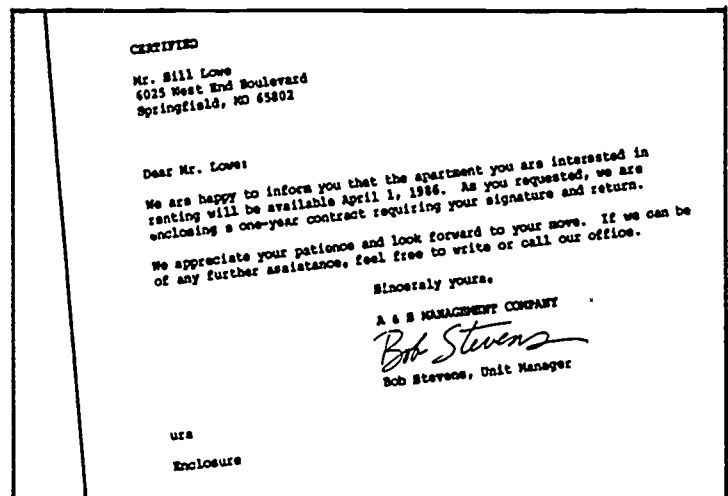 CERTIFIED
Mr. Bill Lowe
6025 West End Boulevard
Springfield, MO 65802
Dear Mr. Lowe:
We are happy to inform you that the apartment you are interested in
renting will be available April 1, 1986. As you requested, we are
enclosing a one-year contract requiring your signature and return.
We appreciate your patience and look forward to your move. If we can be
of any further assistance, feel free to write or call our office.
Sincerely yours,
A & S MANAGEMENT COMPANY
Bob Stevens
Bob Stevens, Unit Manager
urs
Enclosure